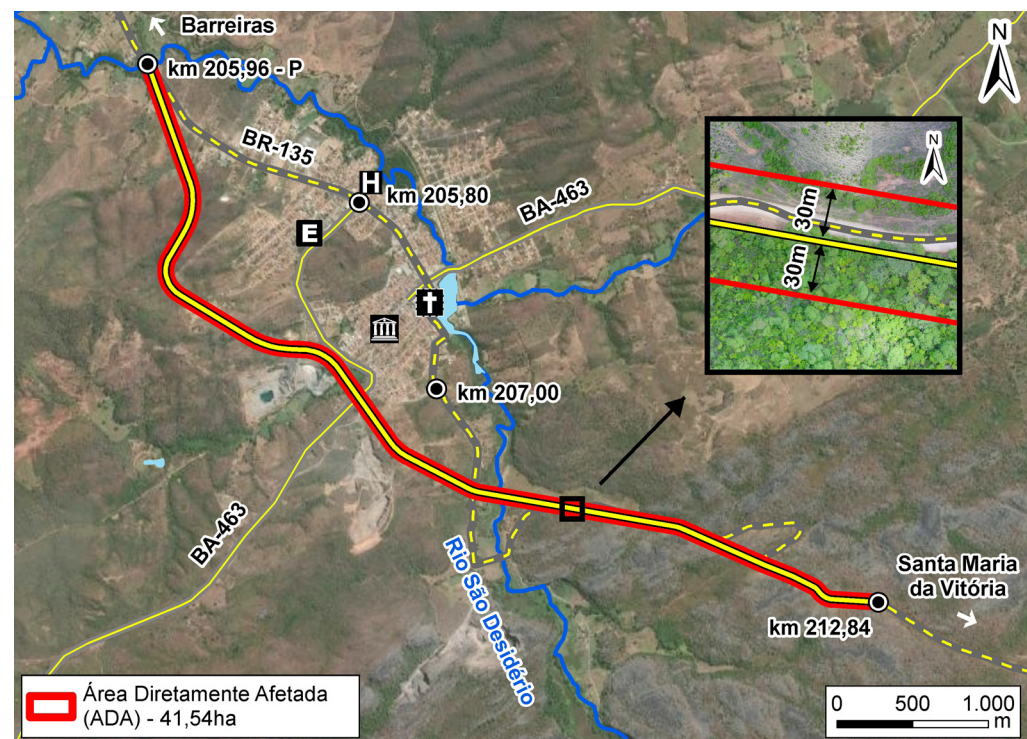 Barreiras
N
km 205,96 - P
BR-135
H
km 205,80
BA-463
E
N
30m
30m
km 207,00
BA-463
Rio São Desidério
Santa Maria
da Vitória
km 212,84
Área Diretamente Afetada
(ADA) - 41,54ha
0 500 1.000
m